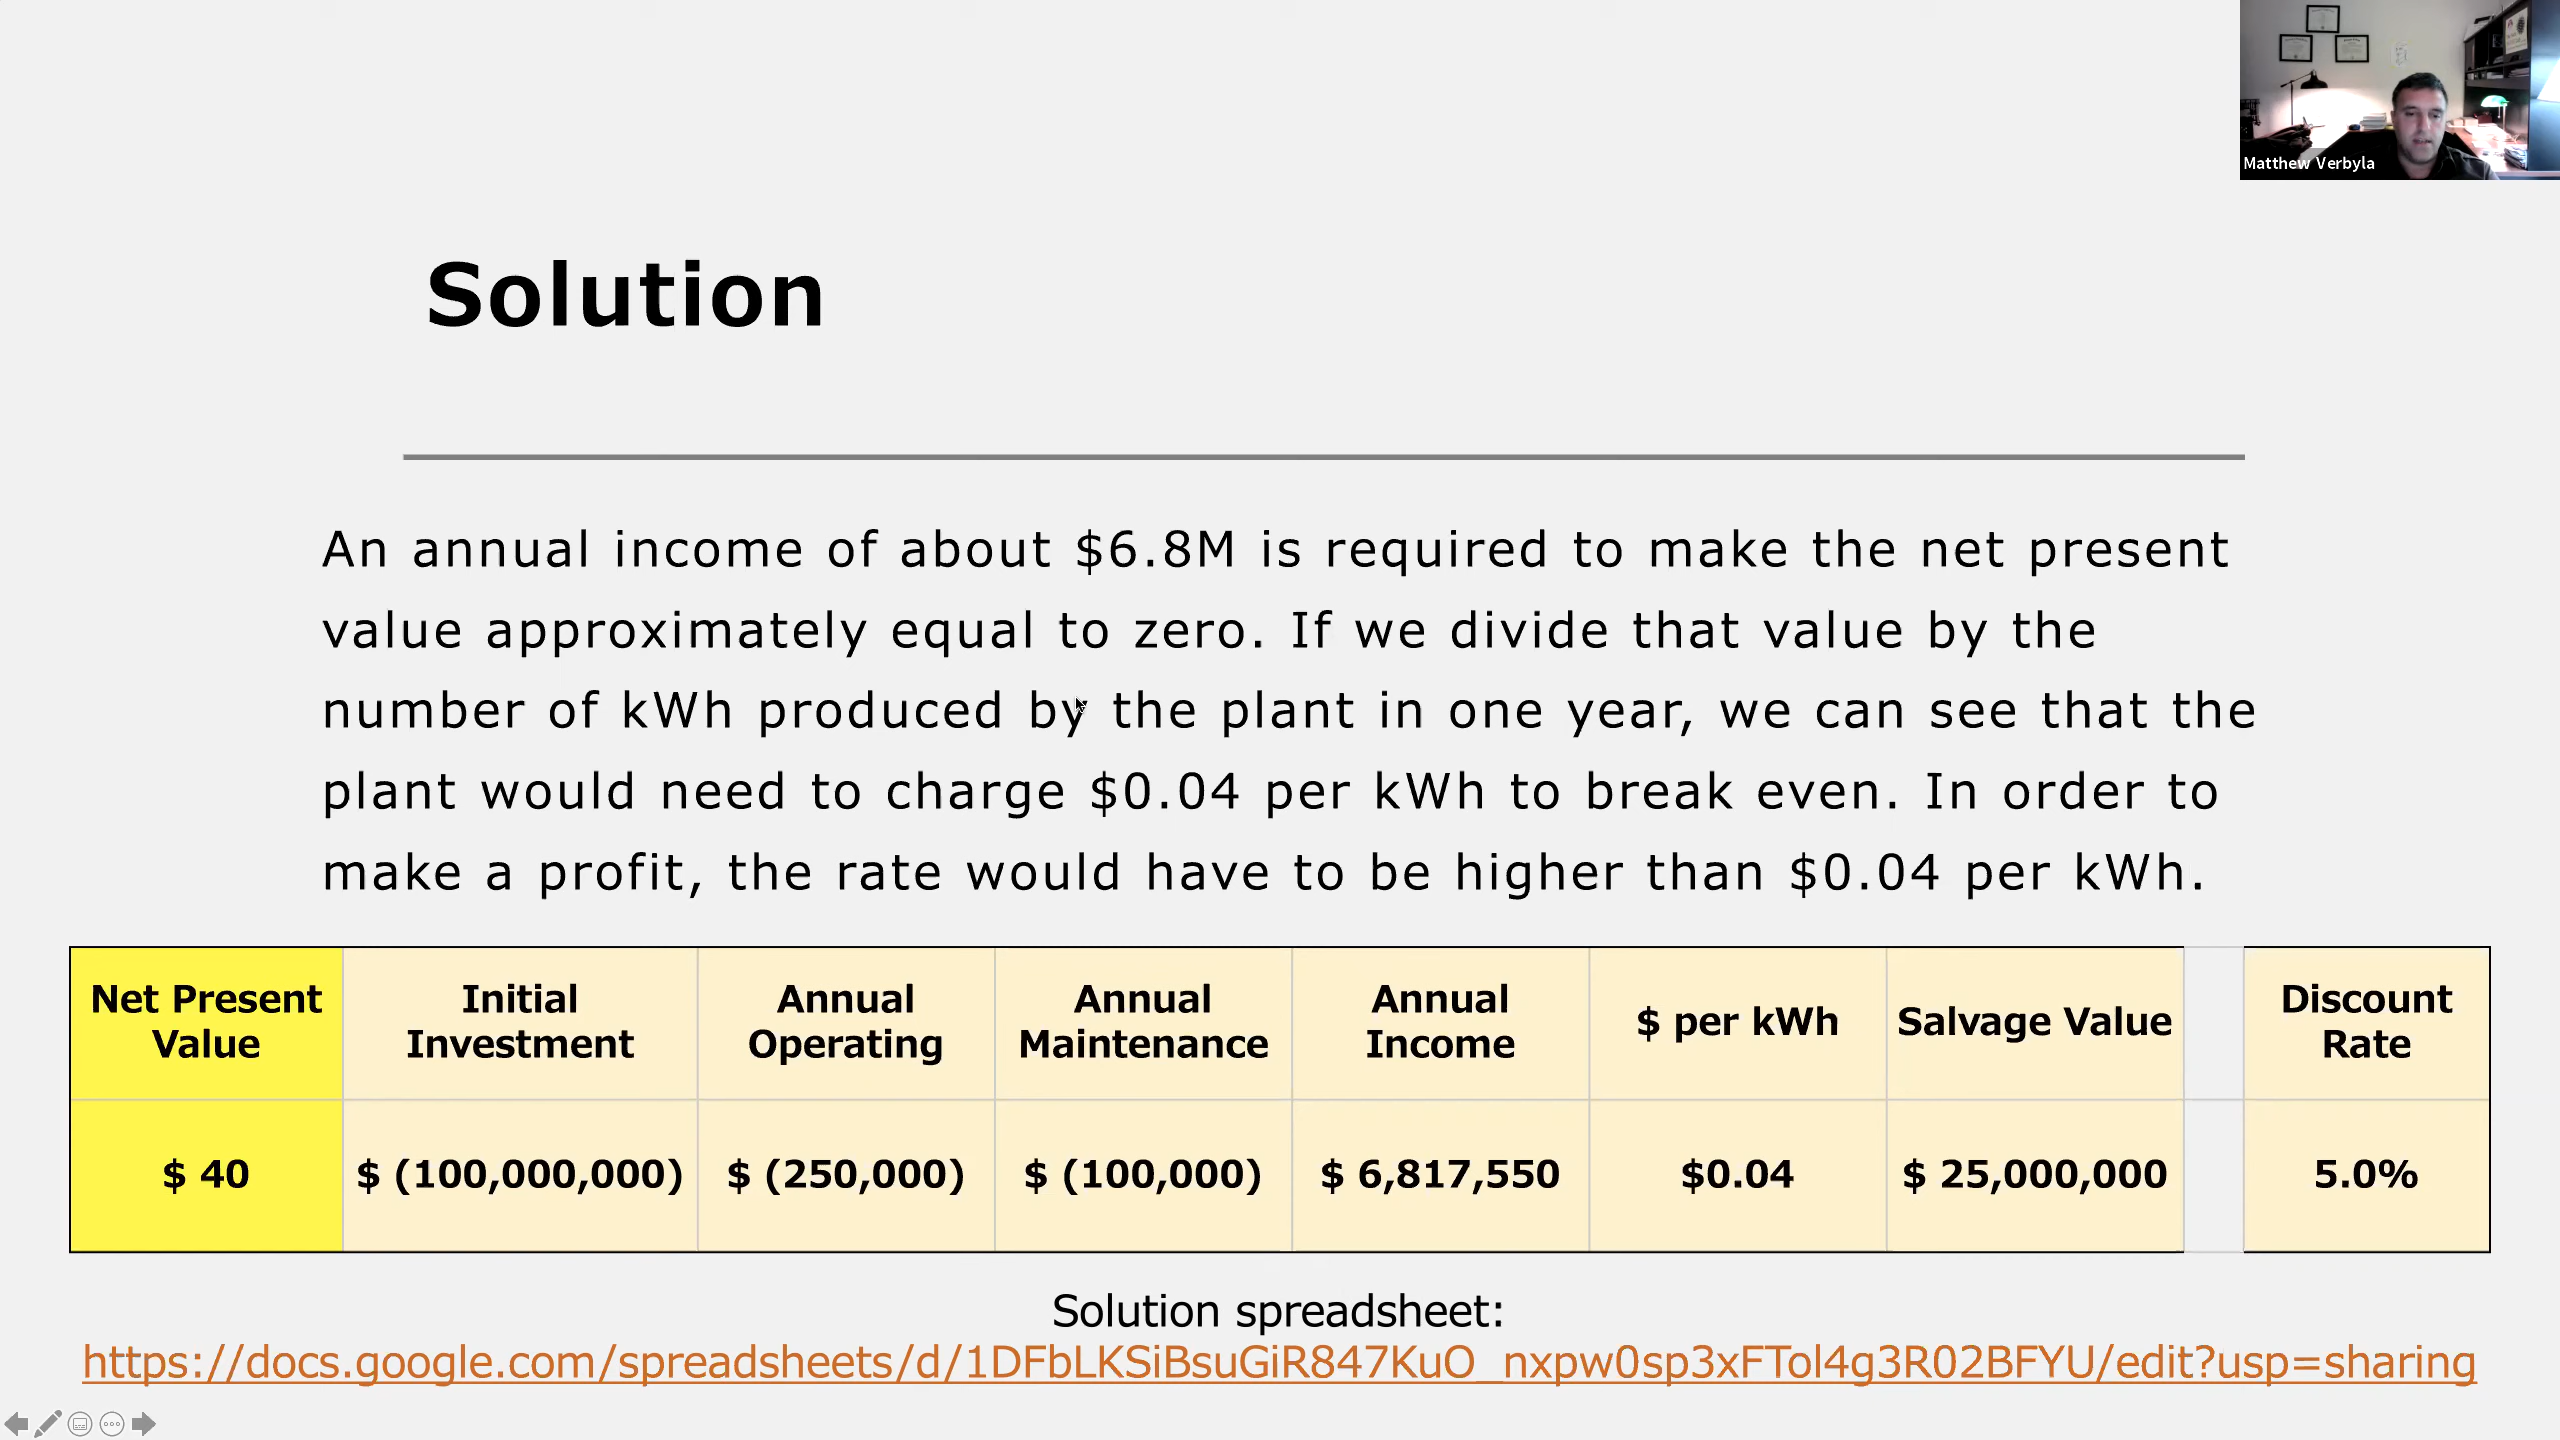 Matthew Verbyla
Solution
An annual income of about $6.8M is required to make the net present
value approximately equal to zero. If we divide that value by the
number of kWh produced by the plant in one year, we can see that the
plant would need to charge $0.04 per kWh to break even. In order to
make a profit, the rate would have to be higher than $0.04 per kWh.
Net Present Value Initial Investment Annual Operating Annual Maintenance Annual Income $ per kWh Salvage Value Discount Rate
$ 40 $ (100,000,000) $ (250,000) $ (100,000) $ 6,817,550 $0.04 $ 25,000,000 5.0%
Solution spreadsheet:
https://docs.google.com/spreadsheets/d/1DFbLKSiBsuGiR847KuO_nxpw0sp3xFTol4g3R02BFYU/edit?usp=sharing